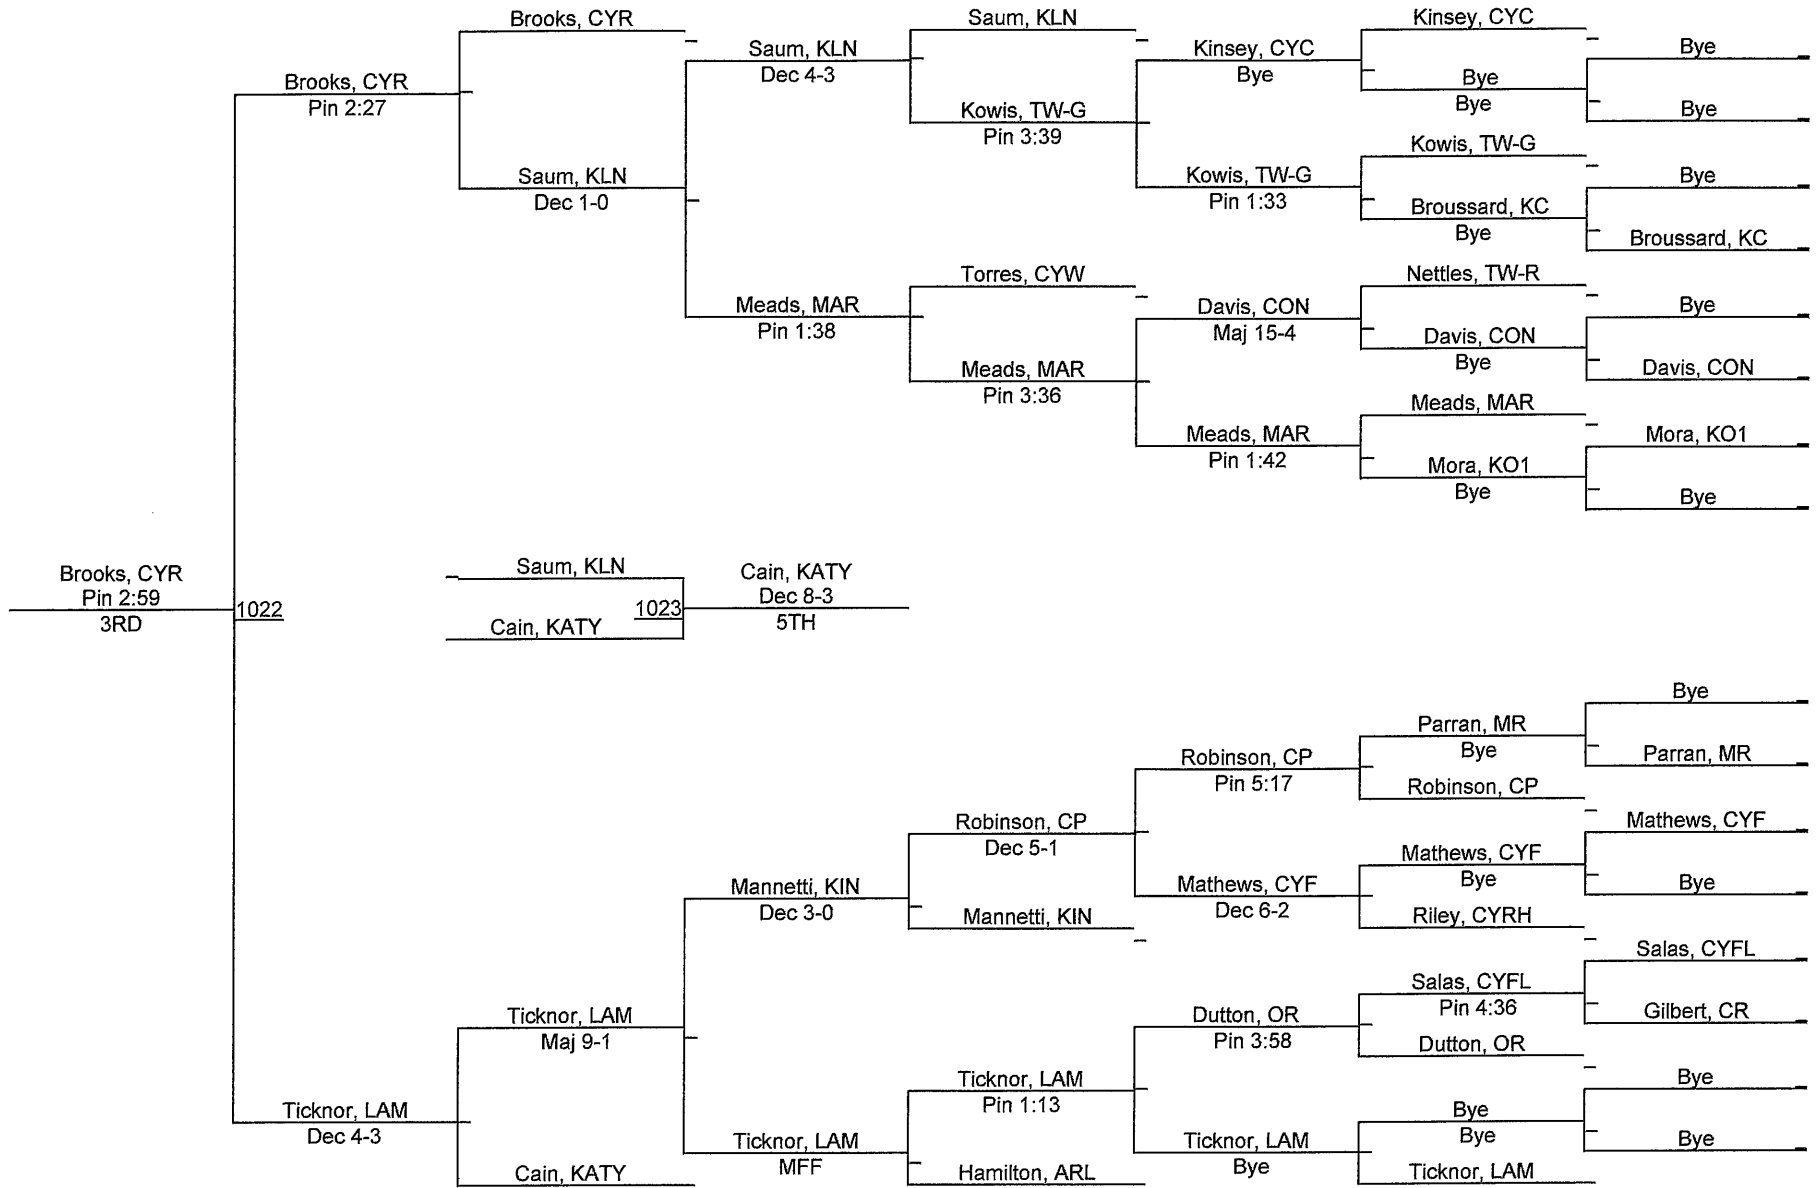 Brooks, CYR
Saum, KLN
Kinsey, CYC
Saum, KLN
Dec 4-3
Kinsey, CYC
Bye
Bye
Brooks, CYR
Pin 2:27
Bye
Bye
Kowis, TW-G
Pin 3:39
Bye
Kowis, TW-G
Saum, KLN
Dec 1-0
Kowis, TW-G
Pin 1:33
Bye
Broussard, KC
Bye
Broussard, KC
Torres, CYW
Nettles, TW-R
Meads, MAR
Pin 1:38
Davis, CON
Maj 15-4
Bye
Davis, CON
Bye
Meads, MAR
Pin 3:36
Davis, CON
Meads, MAR
Meads, MAR
Pin 1:42
Mora, KO1
Mora, KO1
Bye
Bye
Brooks, CYR
Pin 2:59
3RD
1022
Saum, KLN
Cain, KATY
1023
Cain, KATY
Dec 8-3
5TH
Bye
Parran, MR
Bye
Robinson, CP
Pin 5:17
Parran, MR
Robinson, CP
Robinson, CP
Dec 5-1
Mathews, CYF
Mathews, CYF
Bye
Mannetti, KIN
Dec 3-0
Mathews, CYF
Dec 6-2
Bye
Mannetti, KIN
Riley, CYRH
Salas, CYFL
Salas, CYFL
Pin 4:36
Ticknor, LAM
Maj 9-1
Dutton, OR
Pin 3:58
Gilbert, CR
Dutton, OR
Ticknor, LAM
Pin 1:13
Bye
Ticknor, LAM
Dec 4-3
Bye
Bye
Ticknor, LAM
MFF
Ticknor, LAM
Bye
Bye
Cain, KATY
Hamilton, ARL
Ticknor, LAM